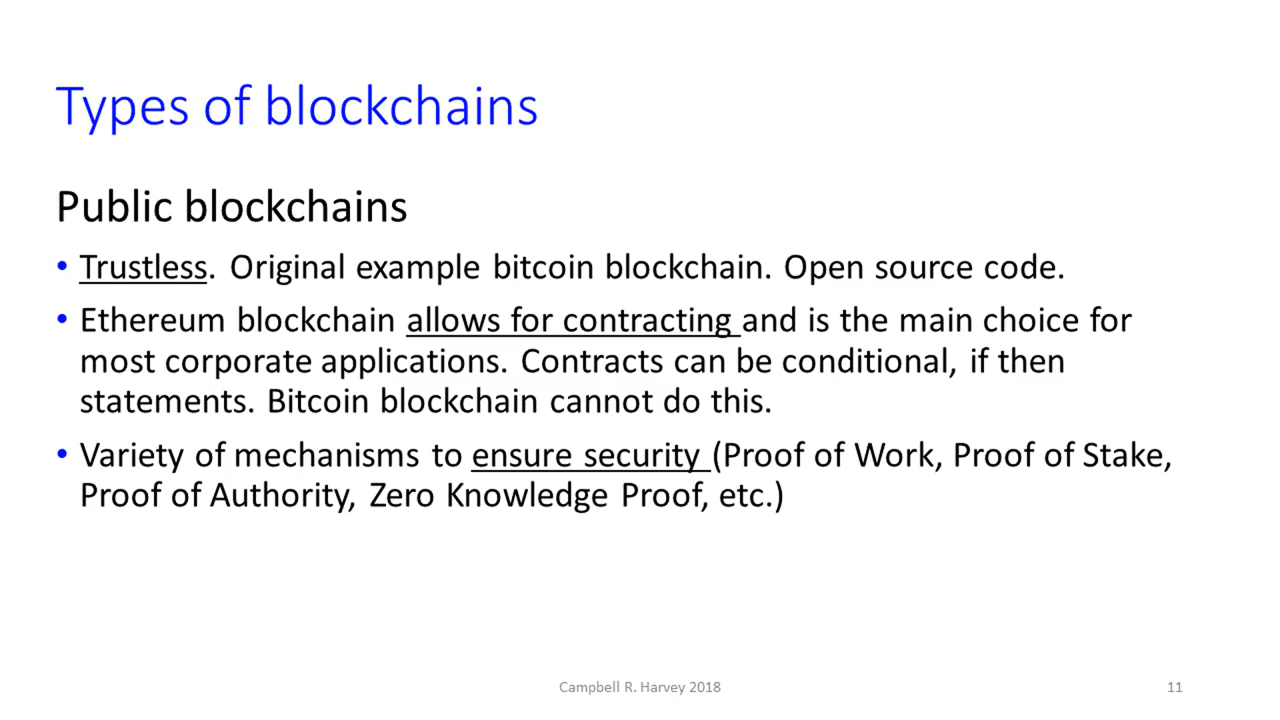 Types of blockchains
Public blockchains
• Trustless. Original example bitcoin blockchain. Open source code.
• Ethereum blockchain allows for contracting and is the main choice for
most corporate applications. Contracts can be conditional, if then
statements. Bitcoin blockchain cannot do this.
• Variety of mechanisms to ensure security (Proof of Work, Proof of Stake,
Proof of Authority, Zero Knowledge Proof, etc.)
Campbell R. Harvey 2018
11